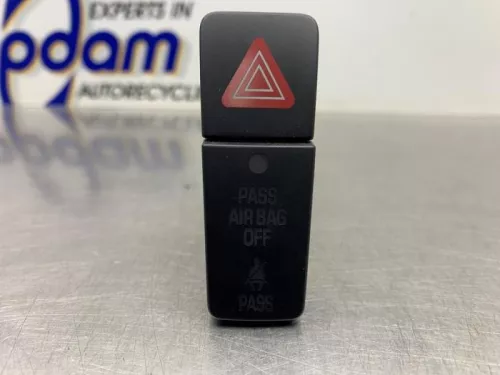 EXPERTS IN
pdam
AUTORECYCL
PASS
AIR BAG
OFF
PASS